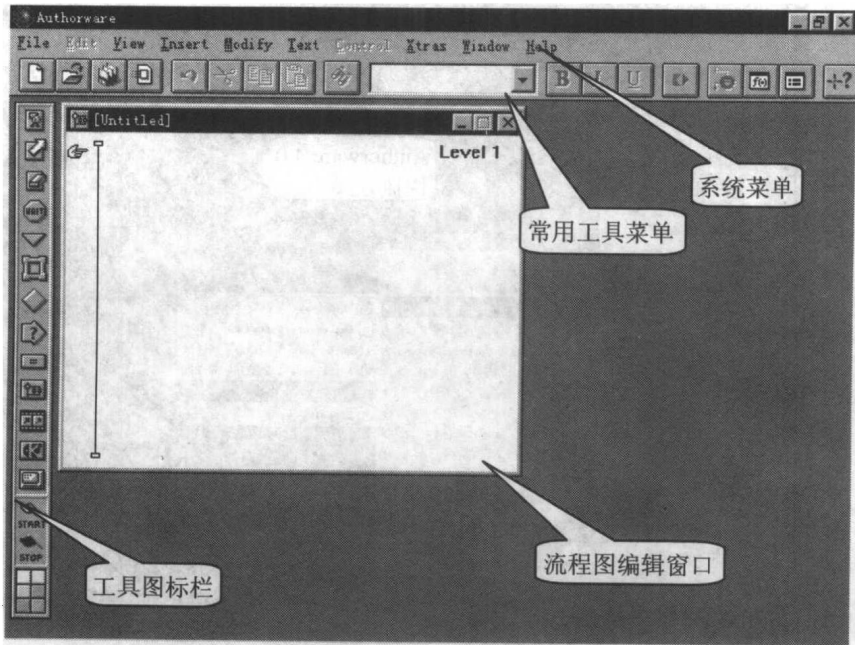 Authorware
File Edit View Insert Modify Text Control Xtras Window Help
B I U
[Untitled]
Level 1
系统菜单
常用工具菜单
WAIT
?
=
START
STOP
工具图标栏
流程图编辑窗口